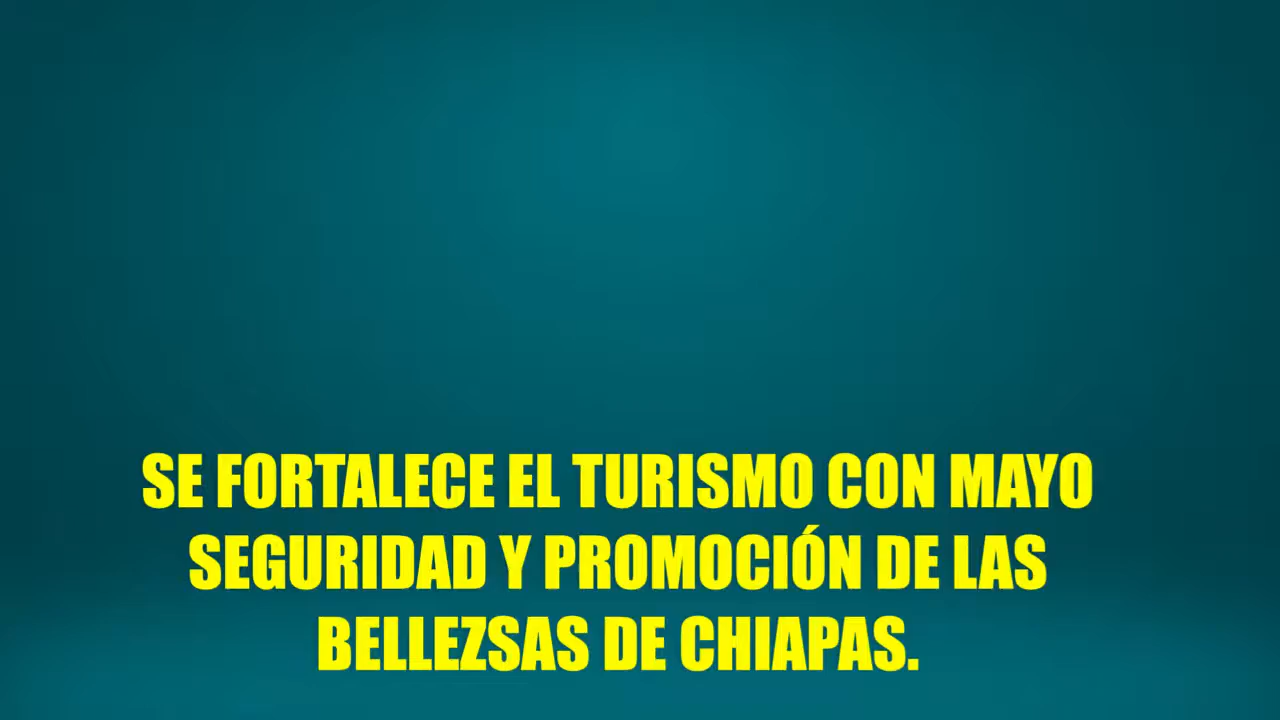 SE FORTALECE EL TURISMO CON MAYO
SEGURIDAD Y PROMOCIÓN DE LAS
BELLEZSAS DE CHIAPAS.